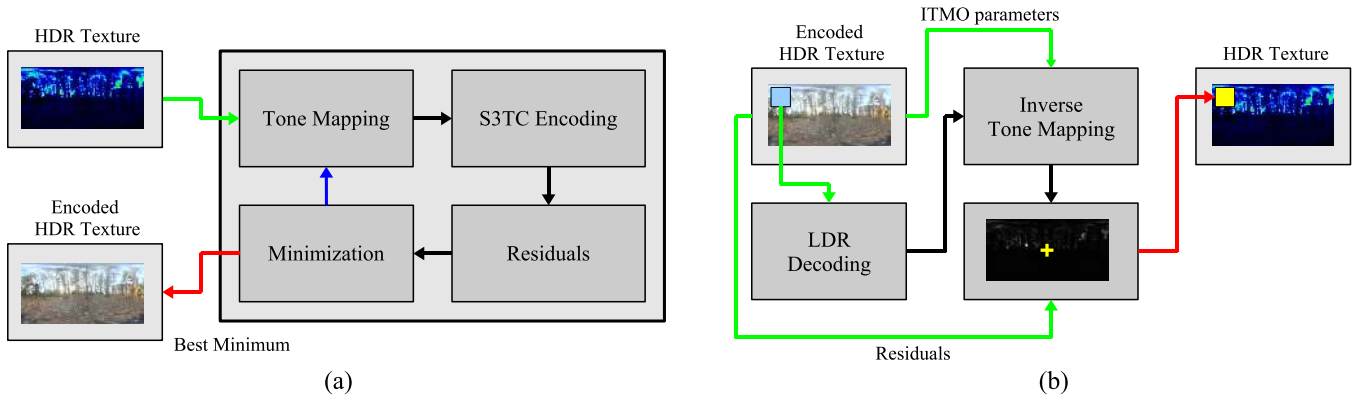 HDR Texture
Tone Mapping
S3TC Encoding
Encoded
HDR Texture
Minimization
Residuals
Best Minimum
(a)
ITMO parameters
Encoded
HDR Texture
HDR Texture
Inverse
Tone Mapping
LDR
Decoding
Residuals
(b)